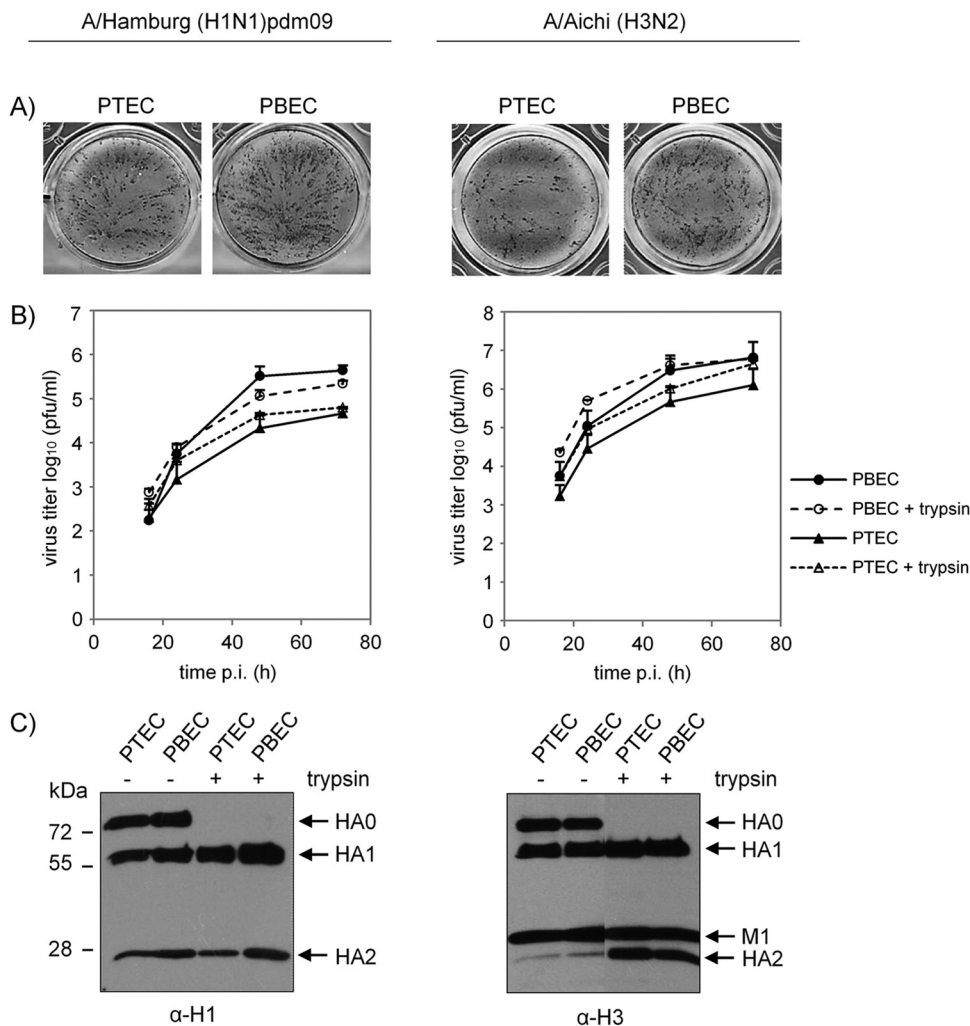 A/Hamburg (H1N1)pdm09
A/Aichi (H3N2)
A)
PTEC PBEC
PTEC PBEC
B)
7
6
5
4
3
2
1
0
0 20 40 60 80
virus titer log₁₀ (pfu/ml)
time p.i. (h)
8
7
6
5
4
3
2
1
0
0 20 40 60 80
virus titer log₁₀ (pfu/ml)
time p.i. (h)
PBEC
PBEC + trypsin
PTEC
PTEC + trypsin
C)
PTEC PBEC PTEC PBEC
- - + + trypsin
kDa
72 –
55 –
28 –
HA0
HA1
HA2
α-H1
PTEC PBEC PTEC PBEC
- - + + trypsin
HA0
HA1
M1
HA2
α-H3